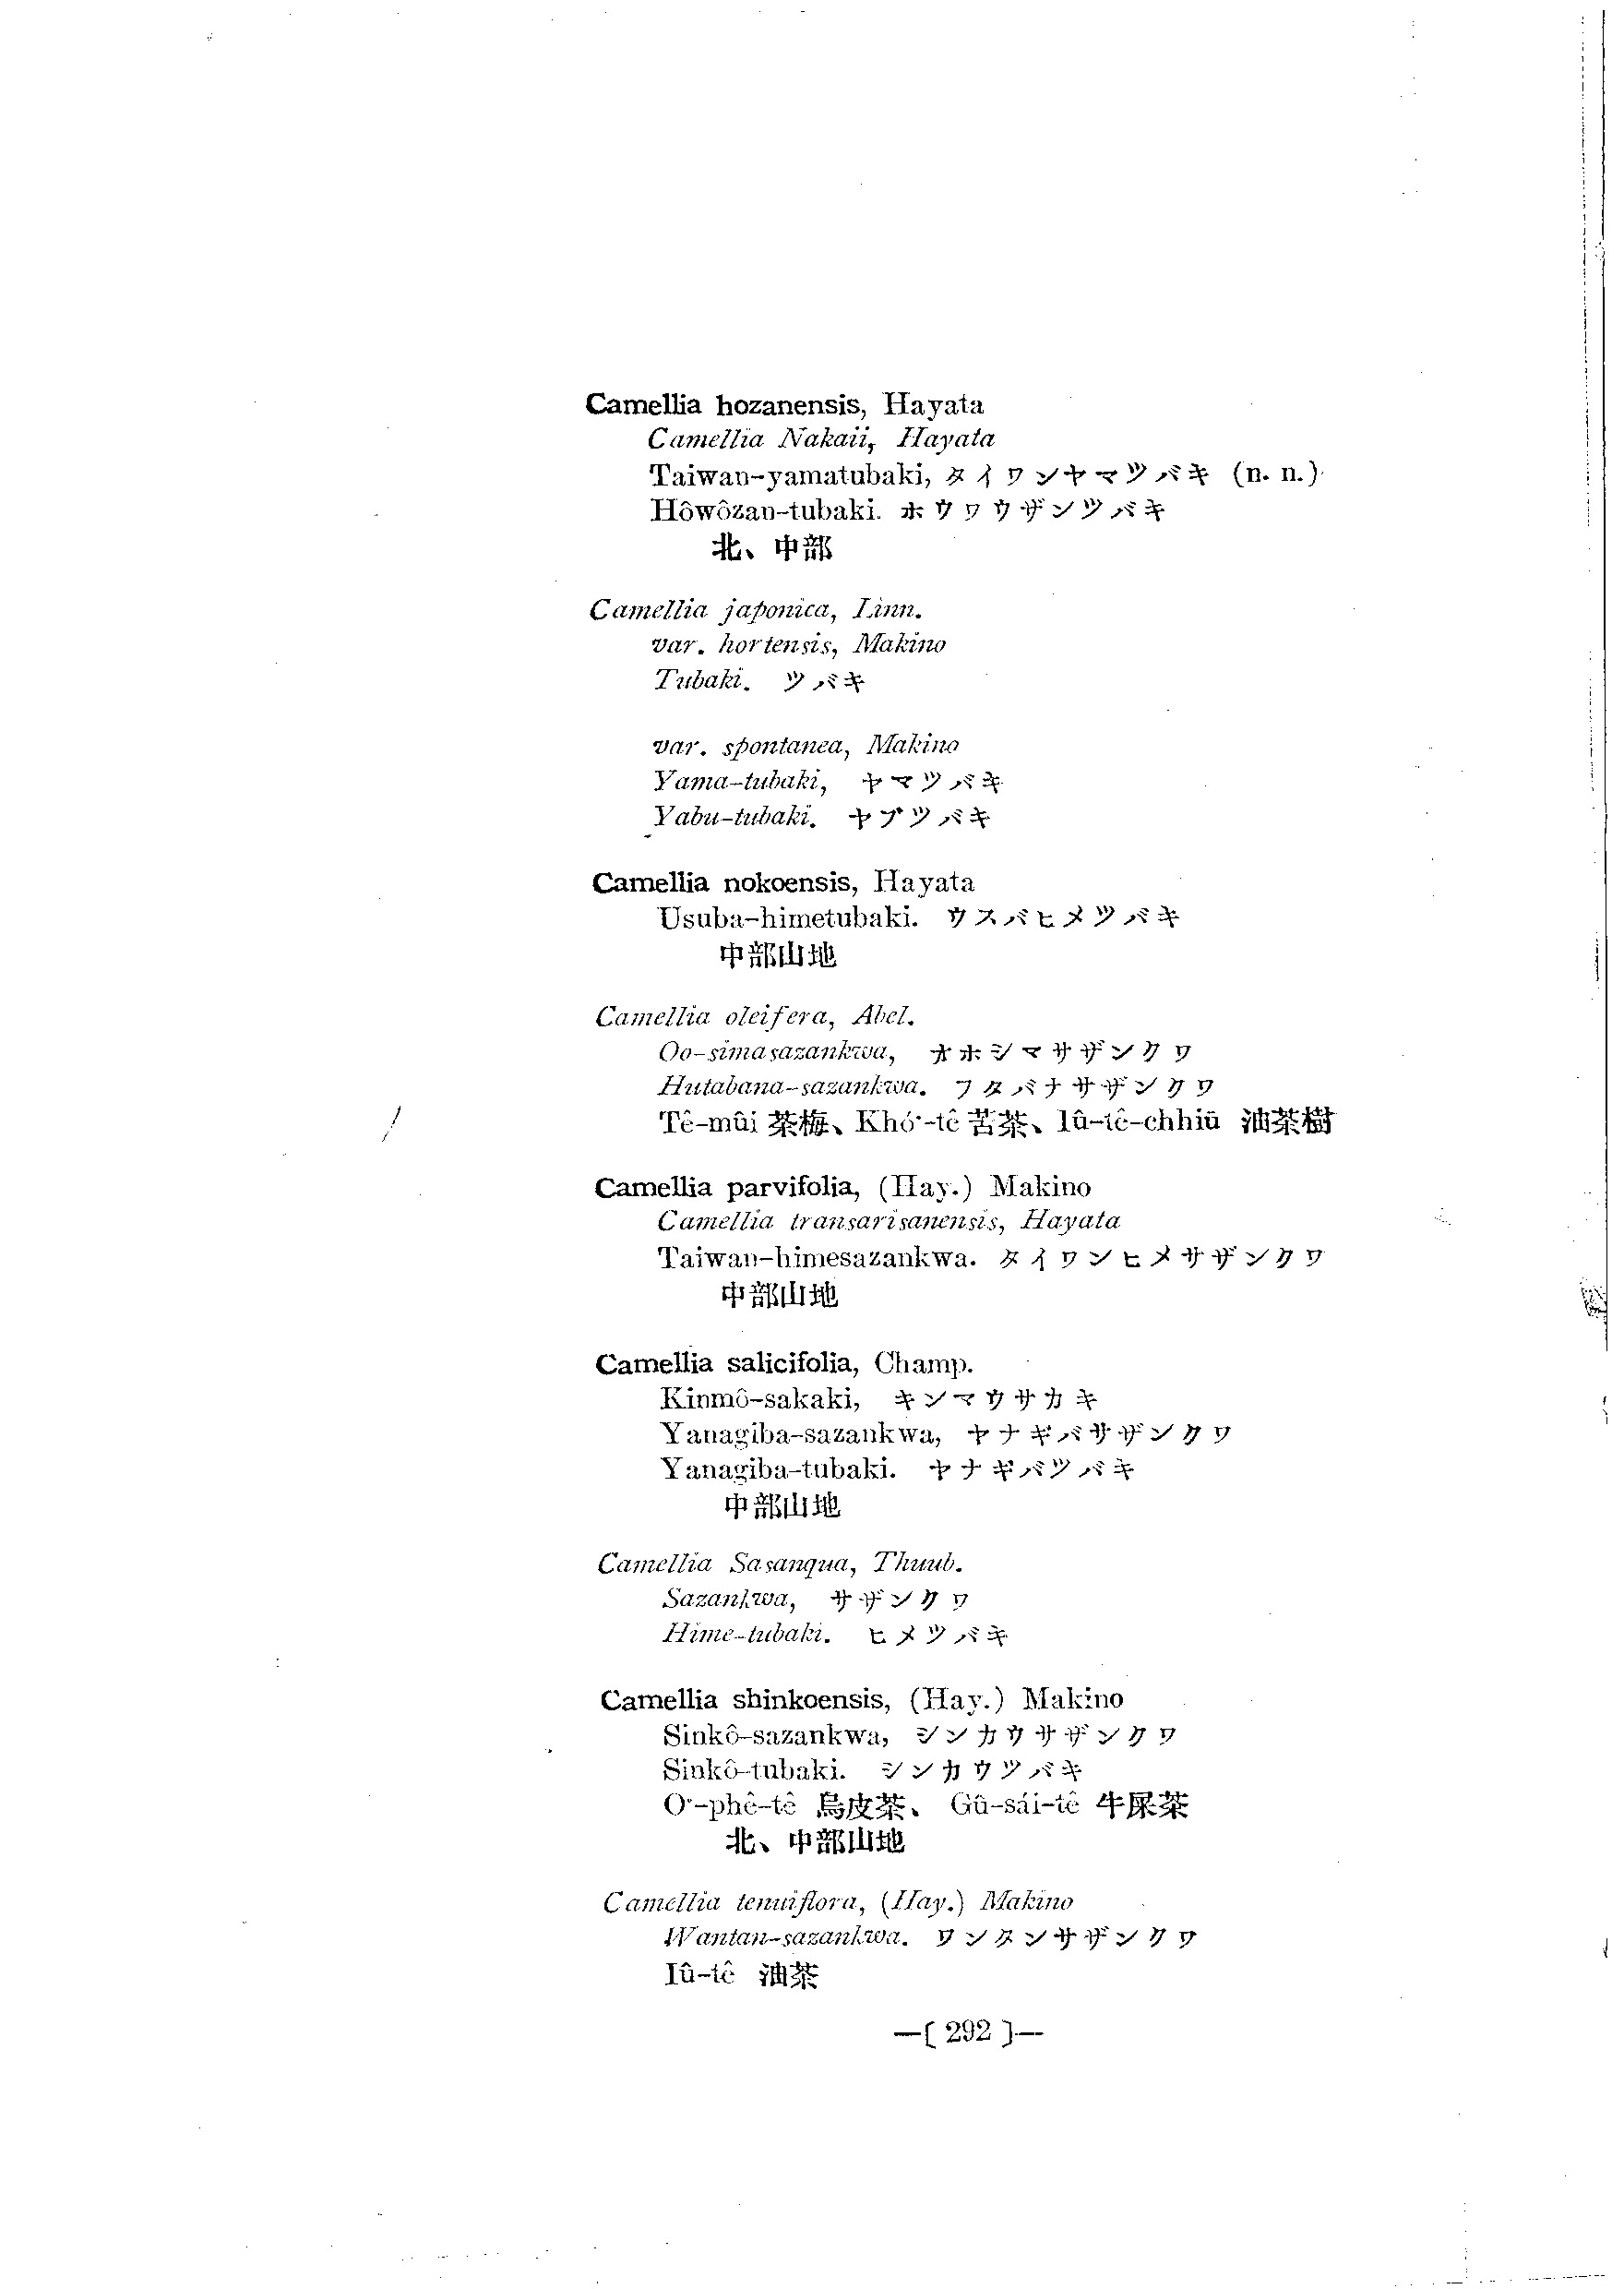 Camellia hozanensis, Hayata
Camellia Nakaii, Hayata
Taiwan-yamatubaki, タイワンヤマツバキ (n. n.)
Hôwôzan-tubaki. ホウワウザンツバキ
北、中部
Camellia japonica, Linn.
var. hortensis, Makino
Tubaki. ツバキ
var. spontanea, Makino
Yama-tubaki, ヤマツバキ
Yabu-tubaki. ヤブツバキ
Camellia nokoensis, Hayata
Usuba-himetubaki. ウスバヒメツバキ
中部山地
Camellia oleifera, Abel.
Oo-simasazankwa, オホシマサザンクワ
Hutabana-sazankwa. フタバナサザンクワ
Tê-mûi 茶梅、Khó·-tê 苦茶、Iû-tê-chhiū 油茶樹
Camellia parvifolia, (Hay.) Makino
Camellia transarisanensis, Hayata
Taiwan-himesazankwa. タイワンヒメサザンクワ
中部山地
Camellia salicifolia, Champ.
Kinmô-sakaki, キンマウサカキ
Yanagiba-sazankwa, ヤナギバサザンクワ
Yanagiba-tubaki. ヤナギバツバキ
中部山地
Camellia Sasanqua, Thunb.
Sazankwa, サザンクワ
Hime-tubaki. ヒメツバキ
Camellia shinkoensis, (Hay.) Makino
Sinkô-sazankwa, シンカウサザンクワ
Sinkô-tubaki. シンカウツバキ
O·-phê-tê 烏皮茶、 Gû-sái-tê 牛屎茶
北、中部山地
Camellia tenuiflora, (Hay.) Makino
Wantan-sazankwa. ワンタンサザンクワ
Iû-tê 油茶
—( 292 )—